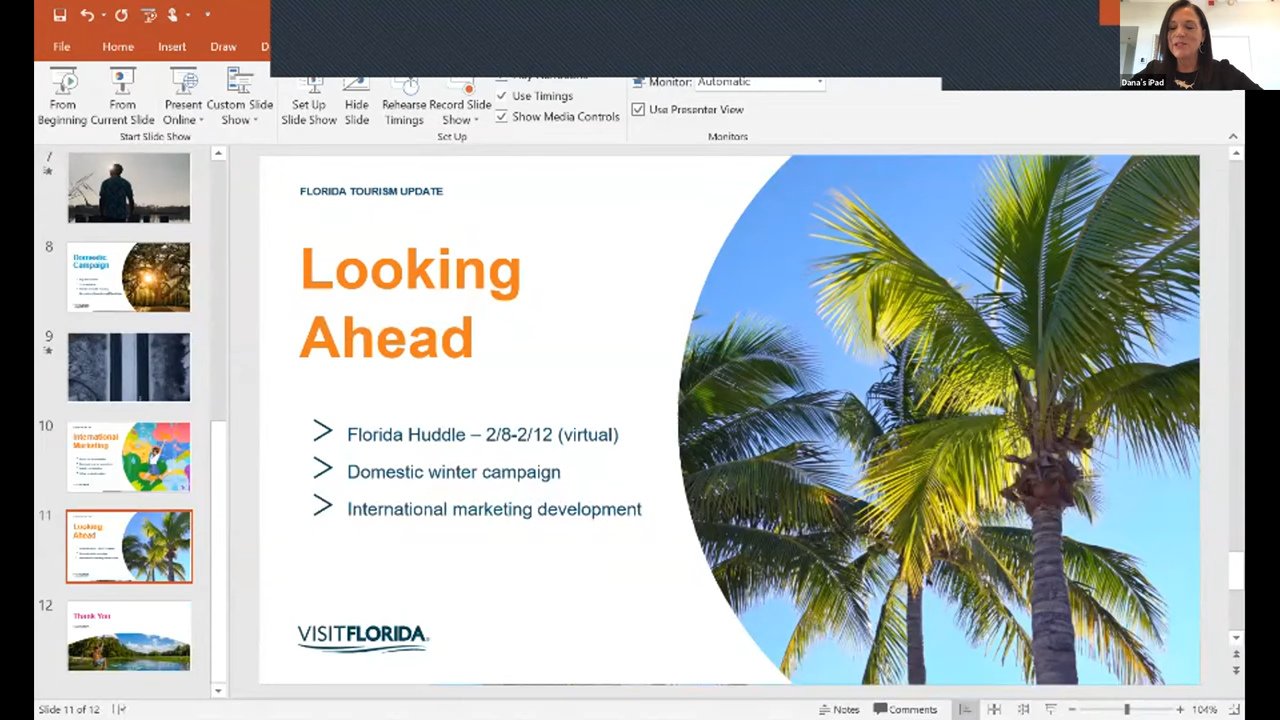 File Home Insert Draw D
Monitor: Automatic
Use Timings
Use Presenter View
Show Media Controls
From Beginning
From Current Slide
Present Online
Custom Slide Show
Set Up Slide Show
Hide Slide
Rehearse Timings
Record Slide Show
Start Slide Show
Set Up
Monitors
Dana's iPad
7
8
Domestic
Campaign
9
10
International
Marketing
11
Looking
Ahead
12
Thank You
FLORIDA TOURISM UPDATE
Looking
Ahead
> Florida Huddle – 2/8-2/12 (virtual)
> Domestic winter campaign
> International marketing development
VISITFLORIDA
Slide 11 of 12
Notes
Comments
104%